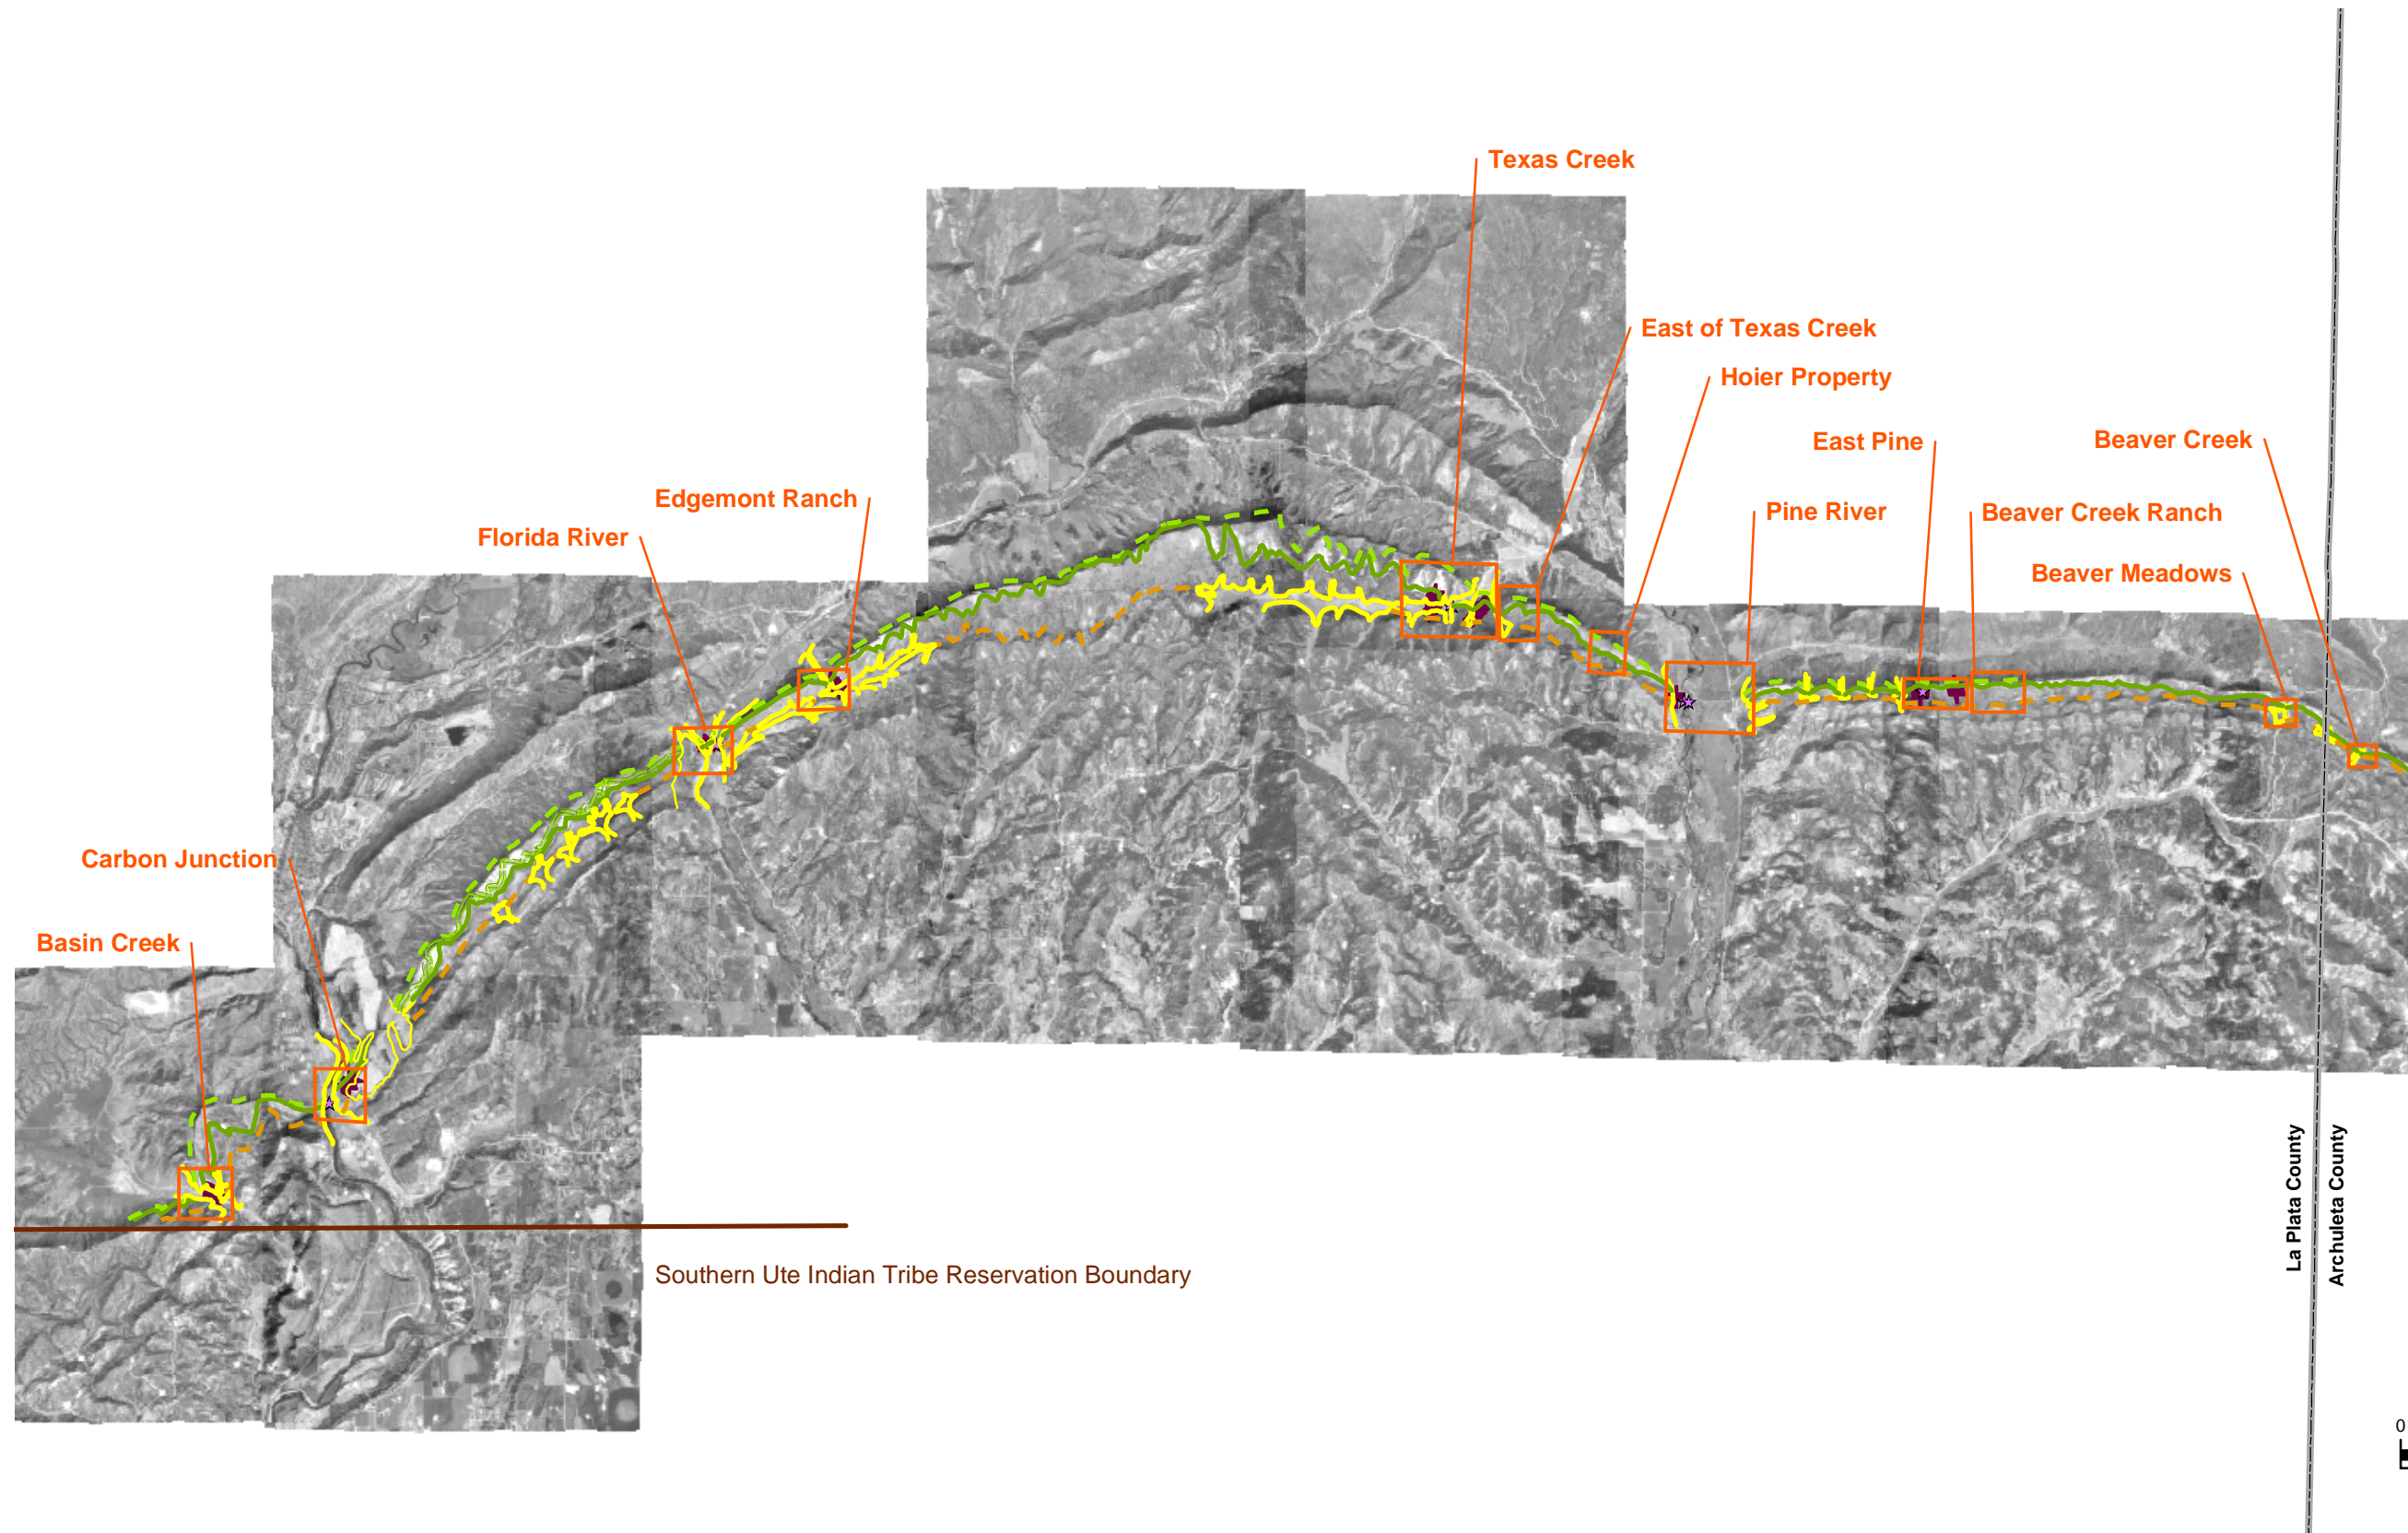 Texas Creek
East of Texas Creek
Hoier Property
East Pine
Beaver Creek
Edgemont Ranch
Pine River
Beaver Creek Ranch
Florida River
Beaver Meadows
Carbon Junction
Basin Creek
La Plata County
Archuleta County
Southern Ute Indian Tribe Reservation Boundary
0